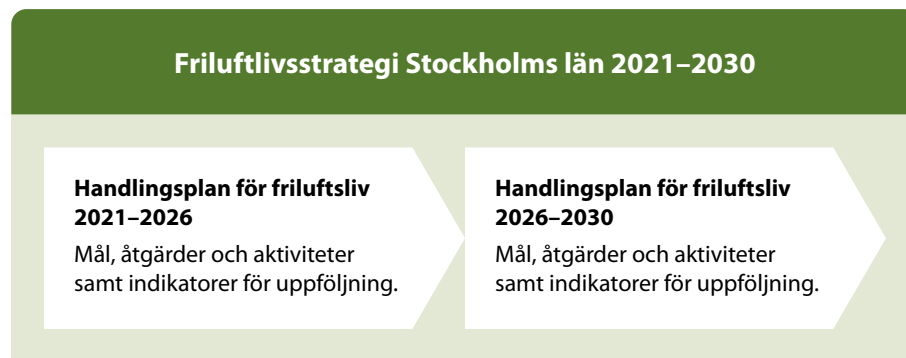 Friluftlivsstrategi Stockholms län 2021–2030
Handlingsplan för friluftsliv
2021–2026
Mål, åtgärder och aktiviteter
samt indikatorer för uppföljning.
Handlingsplan för friluftsliv
2026–2030
Mål, åtgärder och aktiviteter
samt indikatorer för uppföljning.